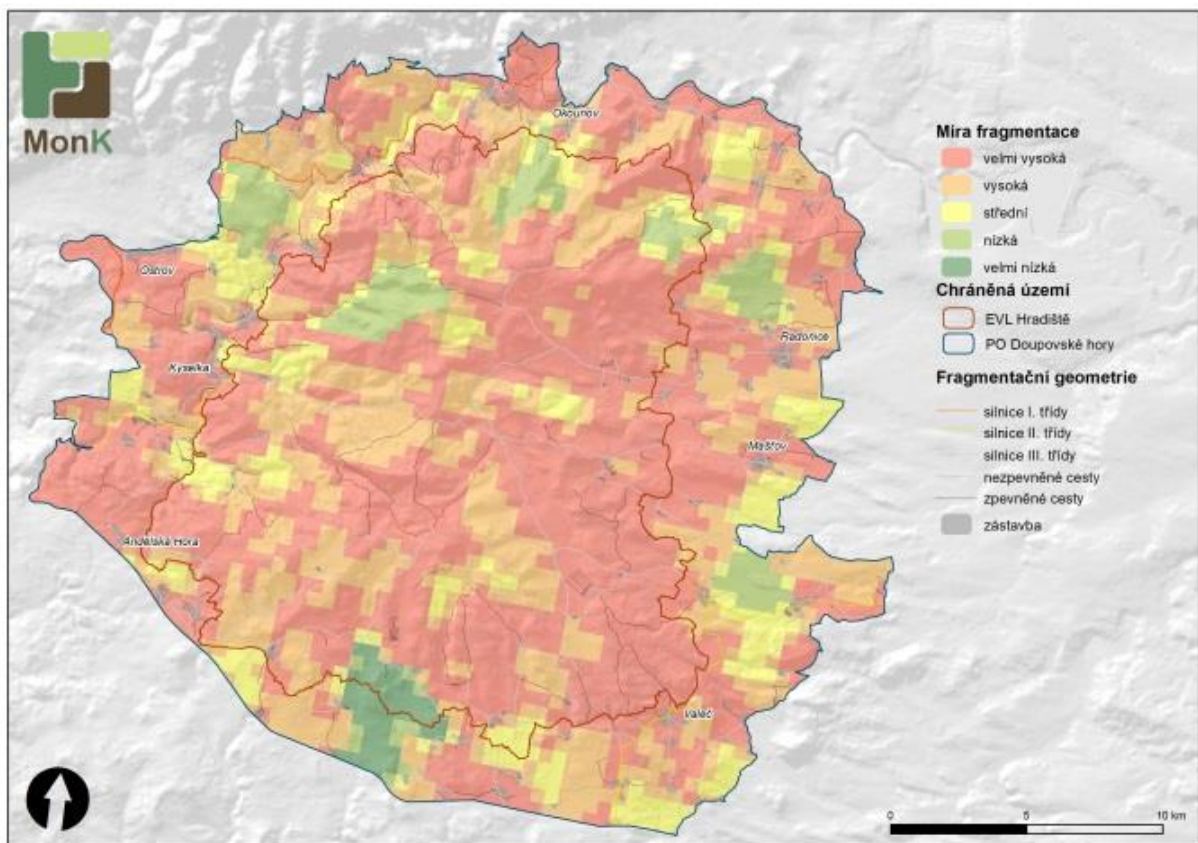 MonK
Okounov
Ostrov
Kyselka
Radonice
Mašťov
Andělská Hora
Valeč
Míra fragmentace
velmi vysoká
vysoká
střední
nízká
velmi nízká
Chráněná území
EVL Hradiště
PO Doupovské hory
Fragmentační geometrie
silnice I. třídy
silnice II. třídy
silnice III. třídy
nezpevněné cesty
zpevněné cesty
zástavba
0 5 10 km